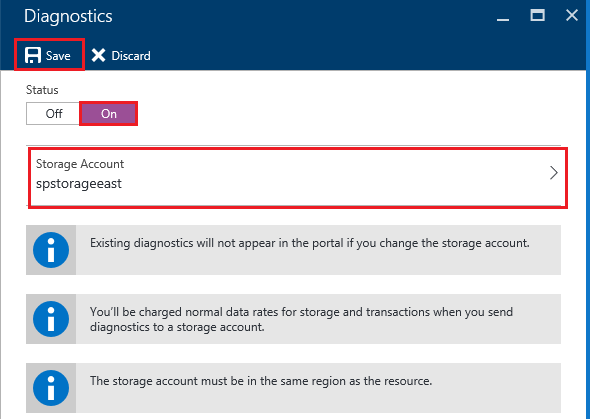 Diagnostics
Save Discard
Status
Off On
Storage Account
spstorageeast
Existing diagnostics will not appear in the portal if you change the storage account.
You'll be charged normal data rates for storage and transactions when you send
diagnostics to a storage account.
The storage account must be in the same region as the resource.